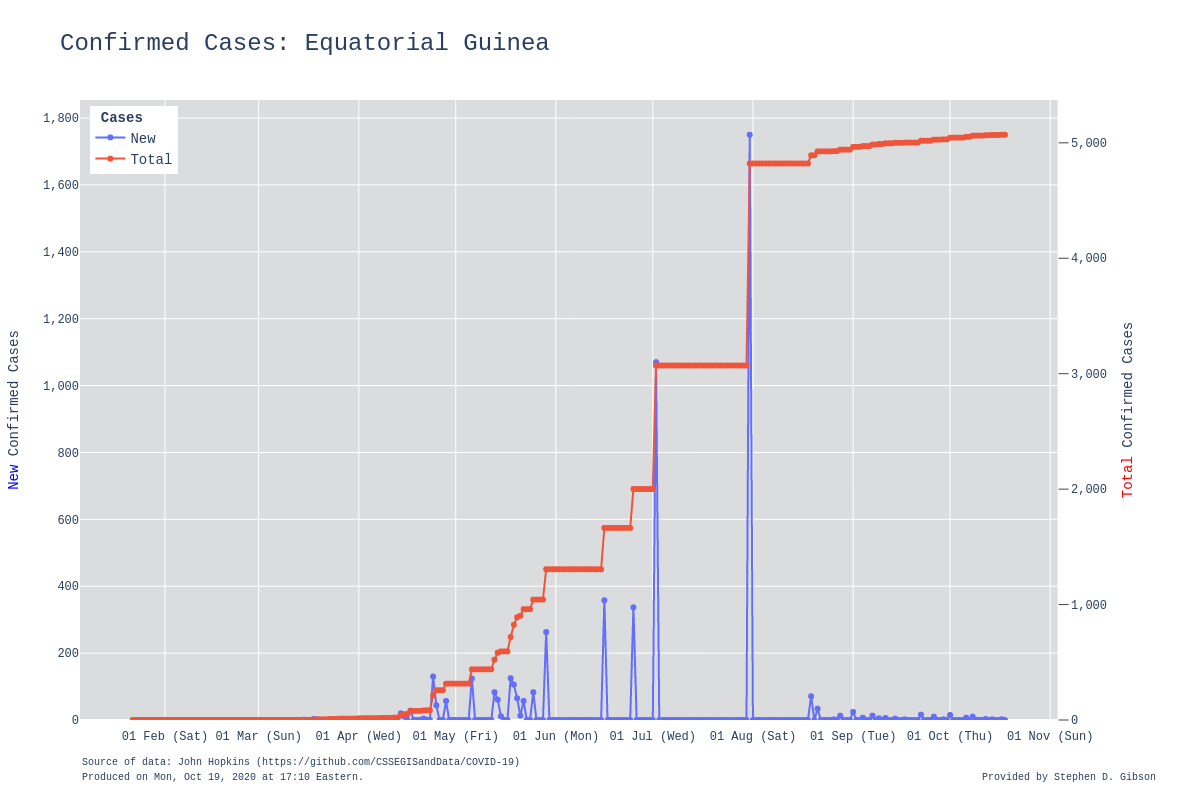 Confirmed Cases: Equatorial Guinea
Cases
New
Total
1,800
1,600
1,400
1,200
1,000
800
600
400
200
0
5,000
4,000
3,000
2,000
1,000
0
New Confirmed Cases
Total Confirmed Cases
01 Feb (Sat) 01 Mar (Sun) 01 Apr (Wed) 01 May (Fri) 01 Jun (Mon) 01 Jul (Wed) 01 Aug (Sat) 01 Sep (Tue) 01 Oct (Thu) 01 Nov (Sun)
Source of data: John Hopkins (https://github.com/CSSEGISandData/COVID-19)
Produced on Mon, Oct 19, 2020 at 17:10 Eastern.
Provided by Stephen D. Gibson